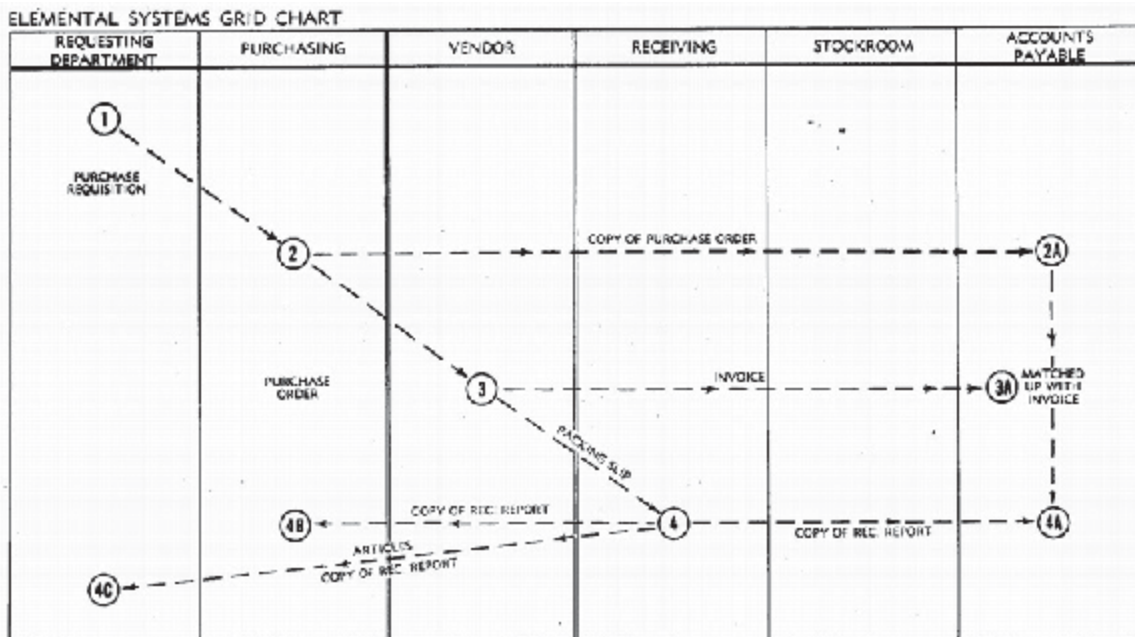 ELEMENTAL SYSTEMS GRID CHART
REQUESTING
DEPARTMENT
PURCHASING
VENDOR
RECEIVING
STOCKROOM
ACCOUNTS
PAYABLE
1
PURCHASE
REQUISITION
2
COPY OF PURCHASE ORDER
2A
PURCHASE
ORDER
3
INVOICE
3A
MATCHED
UP WITH
INVOICE
PACKING SLIP
4B
COPY OF REC. REPORT
4
COPY OF REC. REPORT
4A
ARTICLES
COPY OF REC. REPORT
4C